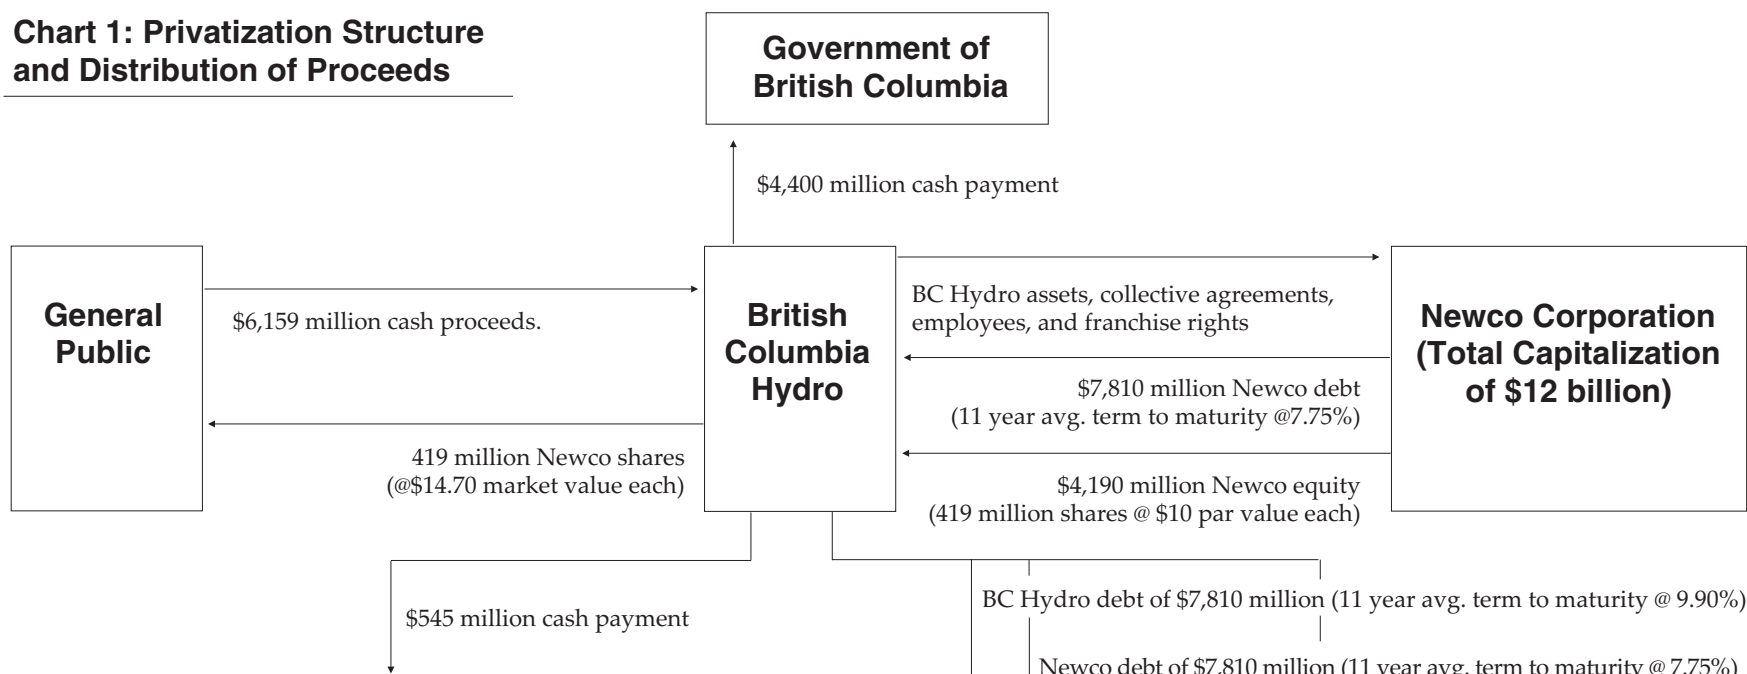 Chart 1: Privatization Structure
and Distribution of Proceeds
Government of
British Columbia
$4,400 million cash payment
General
Public
$6,159 million cash proceeds.
419 million Newco shares
(@$14.70 market value each)
British
Columbia
Hydro
BC Hydro assets, collective agreements,
employees, and franchise rights
$7,810 million Newco debt
(11 year avg. term to maturity @7.75%)
$4,190 million Newco equity
(419 million shares @ $10 par value each)
Newco Corporation
(Total Capitalization
of $12 billion)
$545 million cash payment
BC Hydro debt of $7,810 million (11 year avg. term to maturity @ 9.90%)
Newco debt of $7,810 million (11 year avg. term to maturity @ 7.75%)